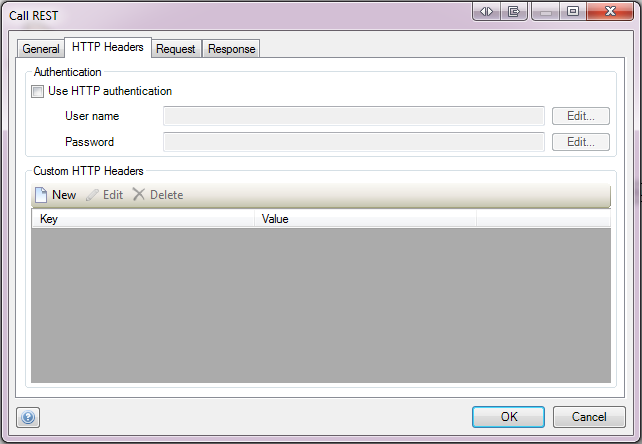 Call REST
General HTTP Headers Request Response
Authentication
Use HTTP authentication
User name Edit...
Password Edit...
Custom HTTP Headers
New Edit Delete
Key Value
? OK Cancel